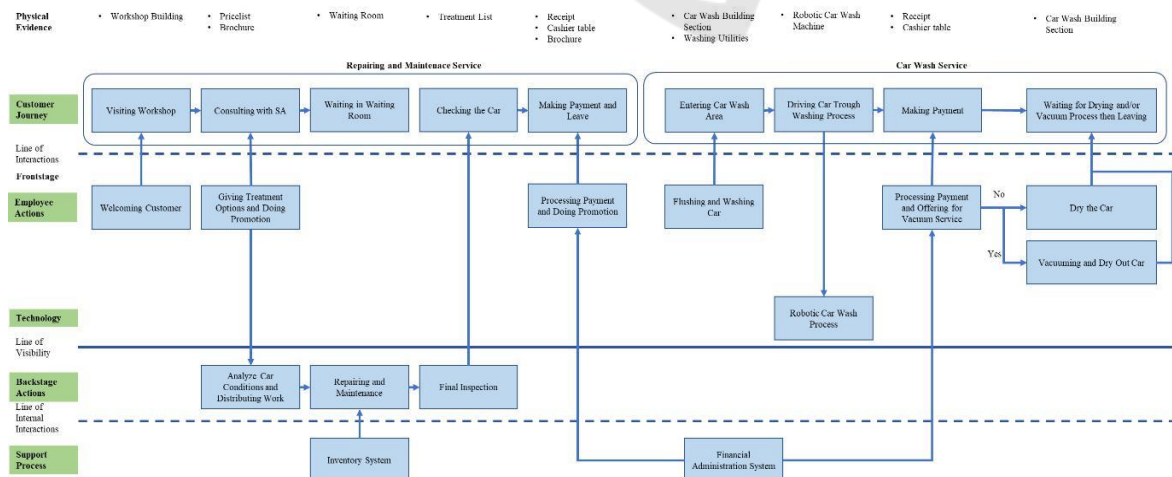 Physical
Evidence
• Workshop Building
• Pricelist
• Brochure
• Waiting Room
• Treatment List
• Receipt
• Cashier table
• Brochure
• Car Wash Building
Section
• Washing Utilities
• Robotic Car Wash
Machine
• Receipt
• Cashier table
• Car Wash Building
Section
Repairing and Maintenace Service
Car Wash Service
Customer
Journey
Visiting Workshop
Consulting with SA
Waiting in Waiting
Room
Checking the Car
Making Payment and
Leave
Entering Car Wash
Area
Driving Car Trough
Washing Process
Making Payment
Waiting for Drying and/or
Vacuum Process then Leaving
Line of
Interactions
Frontstage
Employee
Actions
Welcoming Customer
Giving Treatment
Options and Doing
Promotion
Processing Payment
and Doing Promotion
Flushing and Washing
Car
Processing Payment
and Offering for
Vacuum Service
No
Dry the Car
Yes
Vacuuming and Dry Out Car
Technology
Robotic Car Wash
Process
Line of
Visibility
Backstage
Actions
Analyze Car
Conditions and
Distributing Work
Repairing and
Maintenance
Final Inspection
Line of
Internal
Interactions
Support
Process
Inventory System
Financial
Administration System